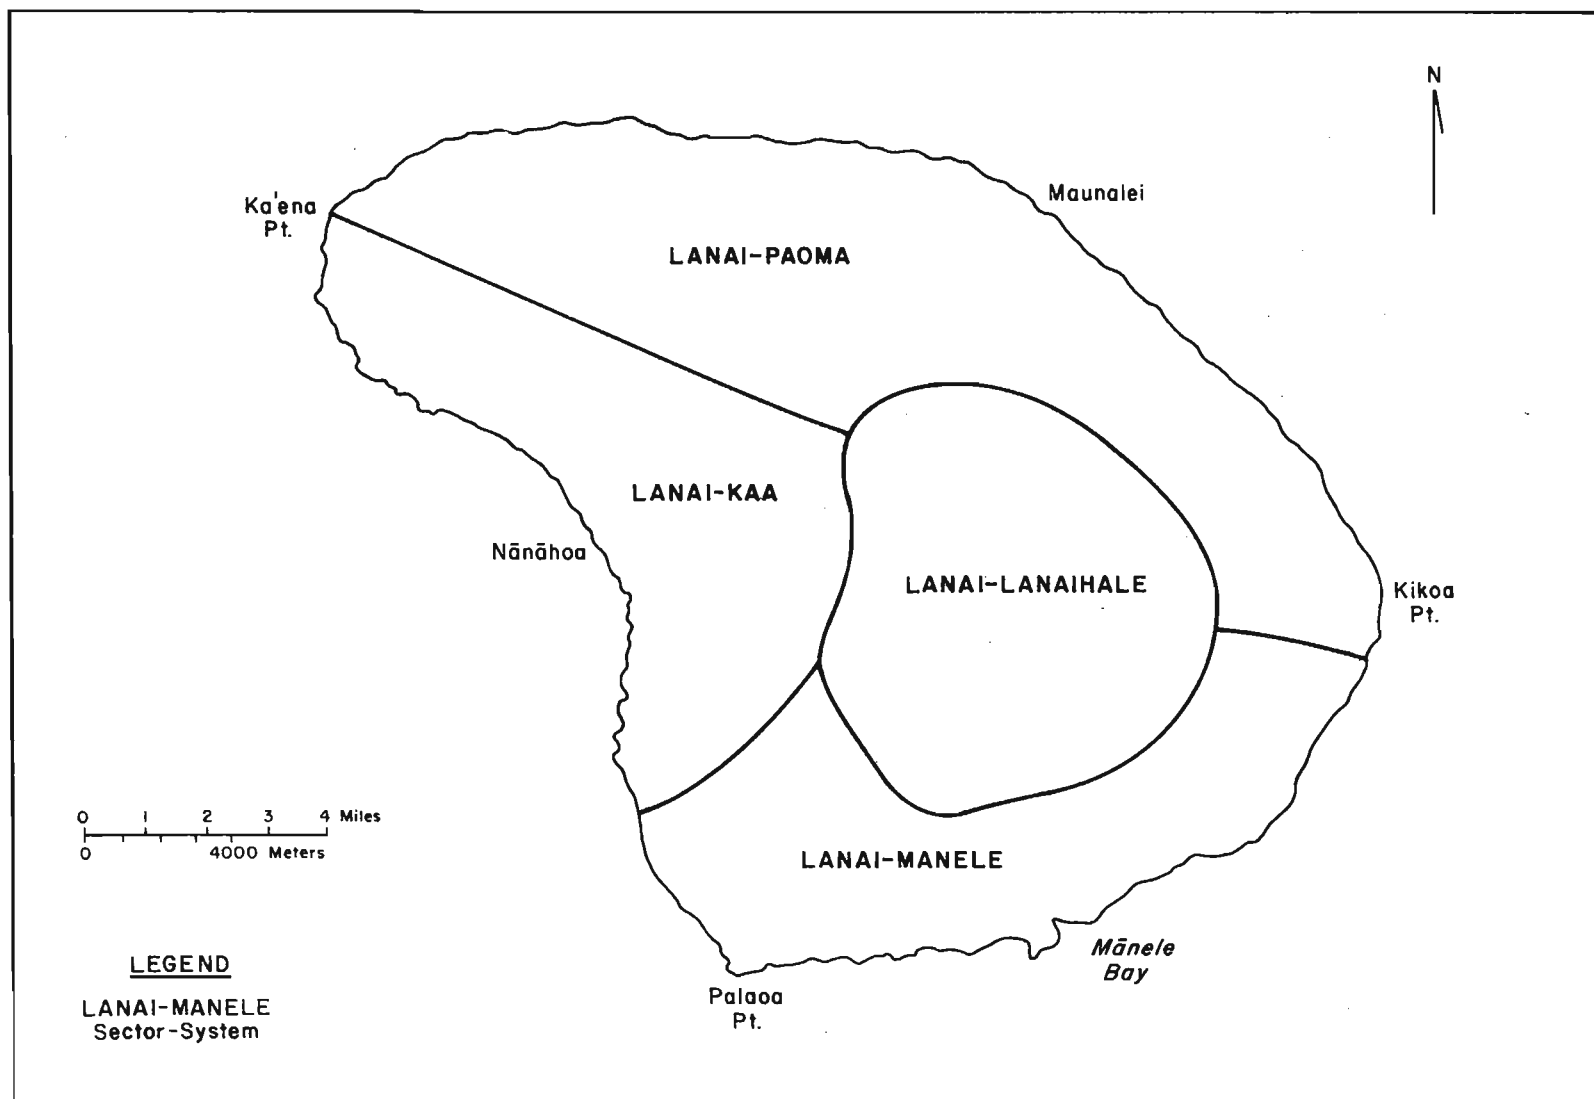 N
Ka'ena
Pt.
Maunalei
LANAI-PAOMA
LANAI-KAA
Nānāhoa
LANAI-LANAIHALE
Kikoa
Pt.
0 1 2 3 4 Miles
0 4000 Meters
LANAI-MANELE
Mānele
Bay
Palaoa
Pt.
LEGEND
LANAI-MANELE
Sector-System